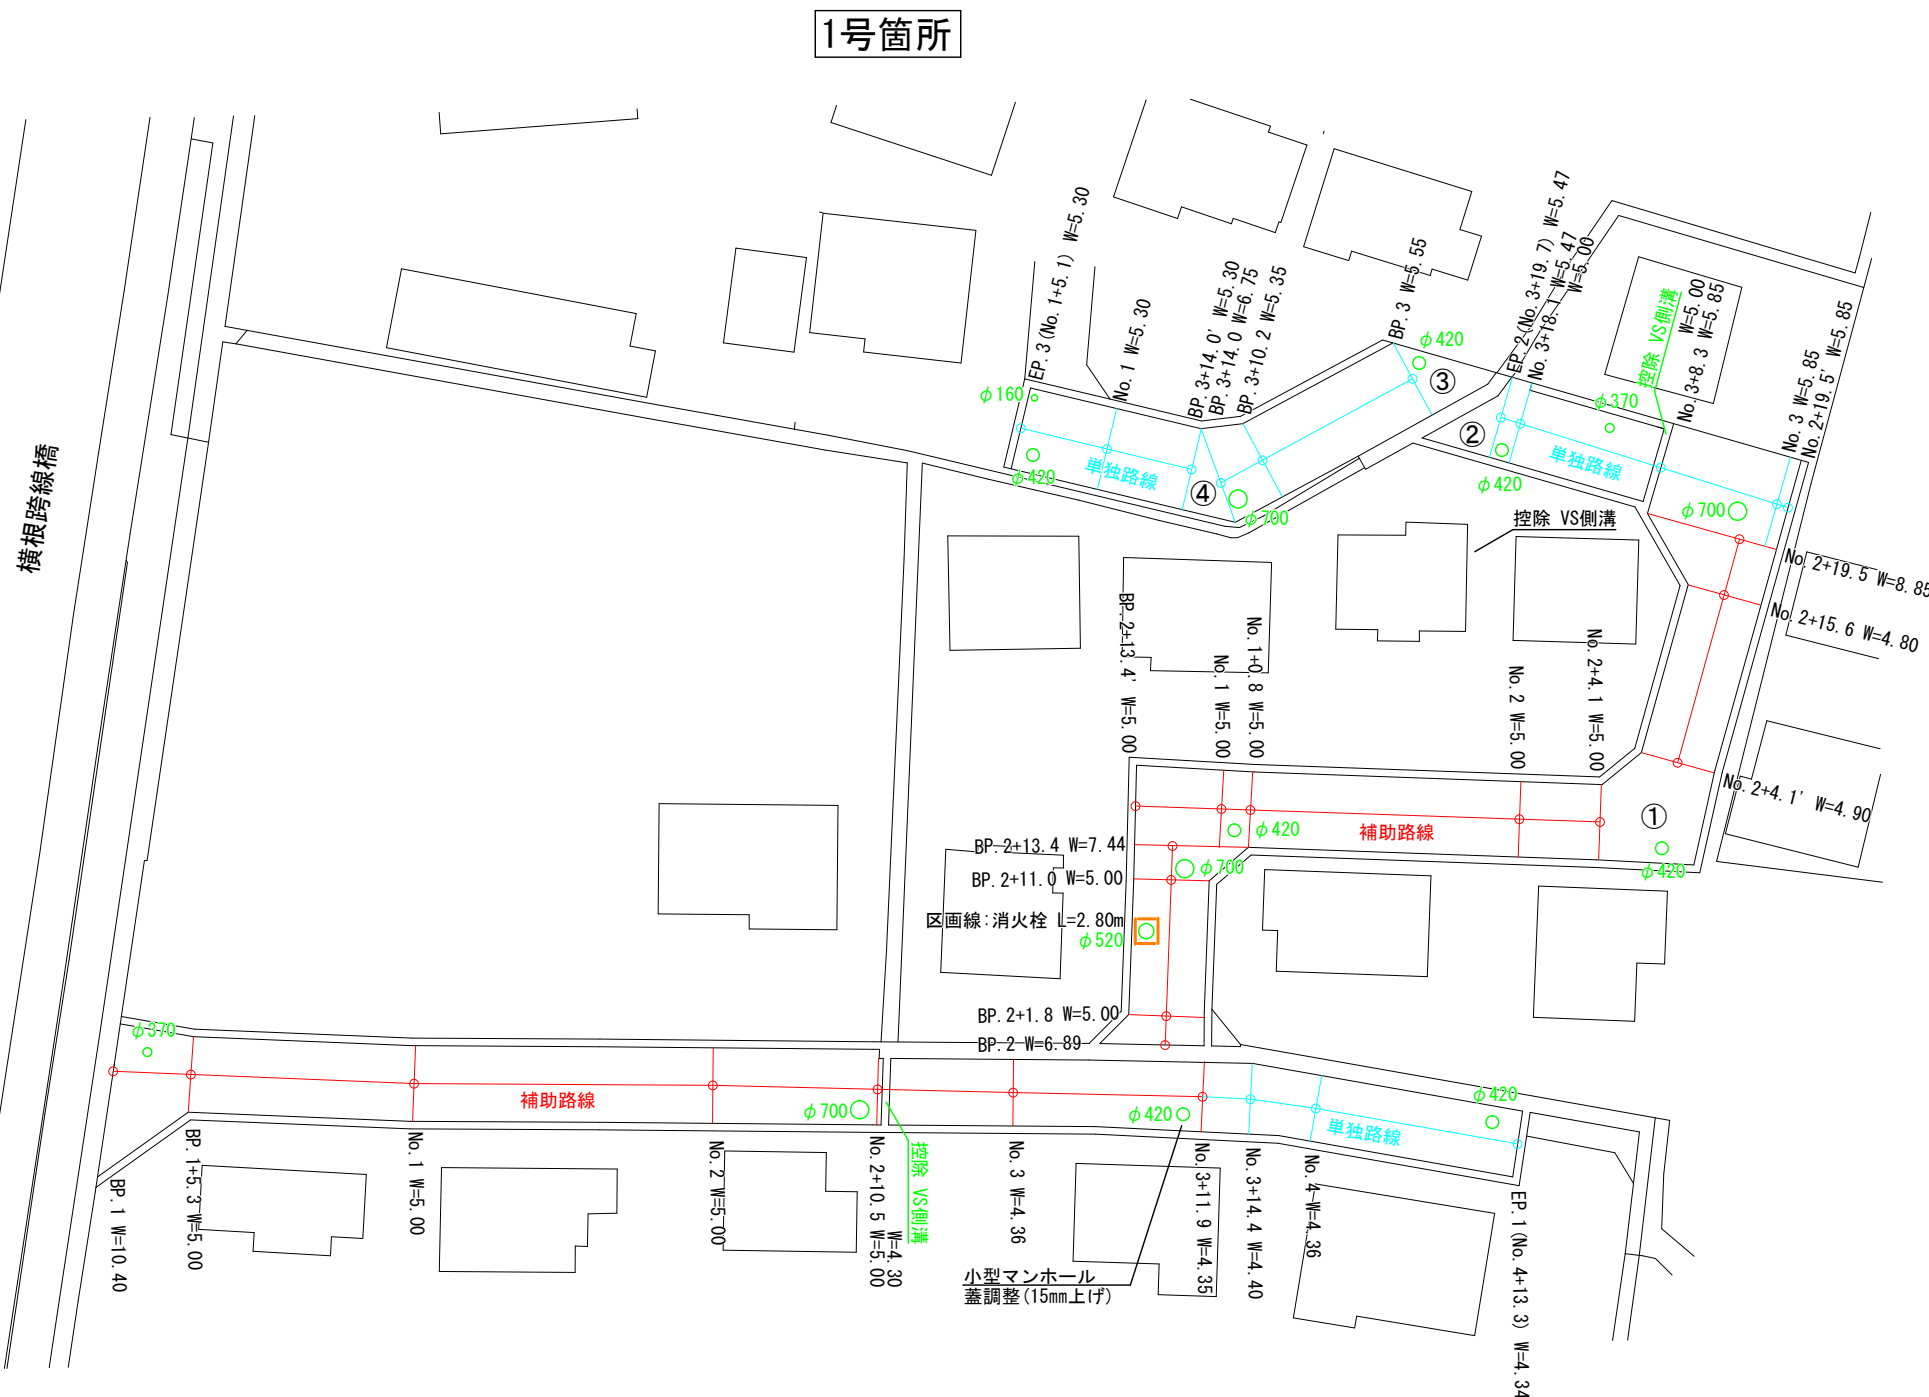 1号箇所
横根跨線橋
EP. 3 (No. 1+5. 1) W=5. 30
No. 1 W=5. 30
BP. 3+14. 0' W=5. 30
BP. 3+14. 0 W=6. 75
BP. 3+10. 2 W=5. 35
BP. 3 W=5. 55
EP. 2 (No. 3+19. 7) W=5. 47
No. 3+18. 1 W=5. 47
W=5. 00
控除 VS側溝
W=5. 00
No. 3+8. 3 W=5. 85
No. 3 W=5. 85
No. 2+19. 5' W=5. 85
φ420
③
φ160
φ370
②
単独路線
φ420
単独路線
φ420
④
φ700
φ700
控除 VS側溝
No. 2+19. 5 W=8. 85
No. 2+15. 6 W=4. 80
BP. 2+13. 4' W=5. 00
No. 1 W=5. 00
No. 1+0. 8 W=5. 00
No. 2 W=5. 00
No. 2+4. 1 W=5. 00
No. 2+4. 1' W=4. 90
①
φ420
補助路線
φ420
BP. 2+13. 4 W=7. 44
φ700
BP. 2+11. 0 W=5. 00
区画線:消火栓 L=2. 80m
φ520
BP. 2+1. 8 W=5. 00
BP. 2 W=6. 89
φ370
補助路線
φ700
φ420
φ420
単独路線
BP. 1 W=10. 40
BP. 1+5. 3 W=5. 00
No. 1 W=5. 00
No. 2 W=5. 00
No. 2+10. 5 W=5. 00
W=4. 30
控除 VS側溝
No. 3 W=4. 36
No. 3+11. 9 W=4. 35
No. 3+14. 4 W=4. 40
No. 4 W=4. 36
EP. 1 (No. 4+13. 3) W=4. 34
小型マンホール
蓋調整(15mm上げ)